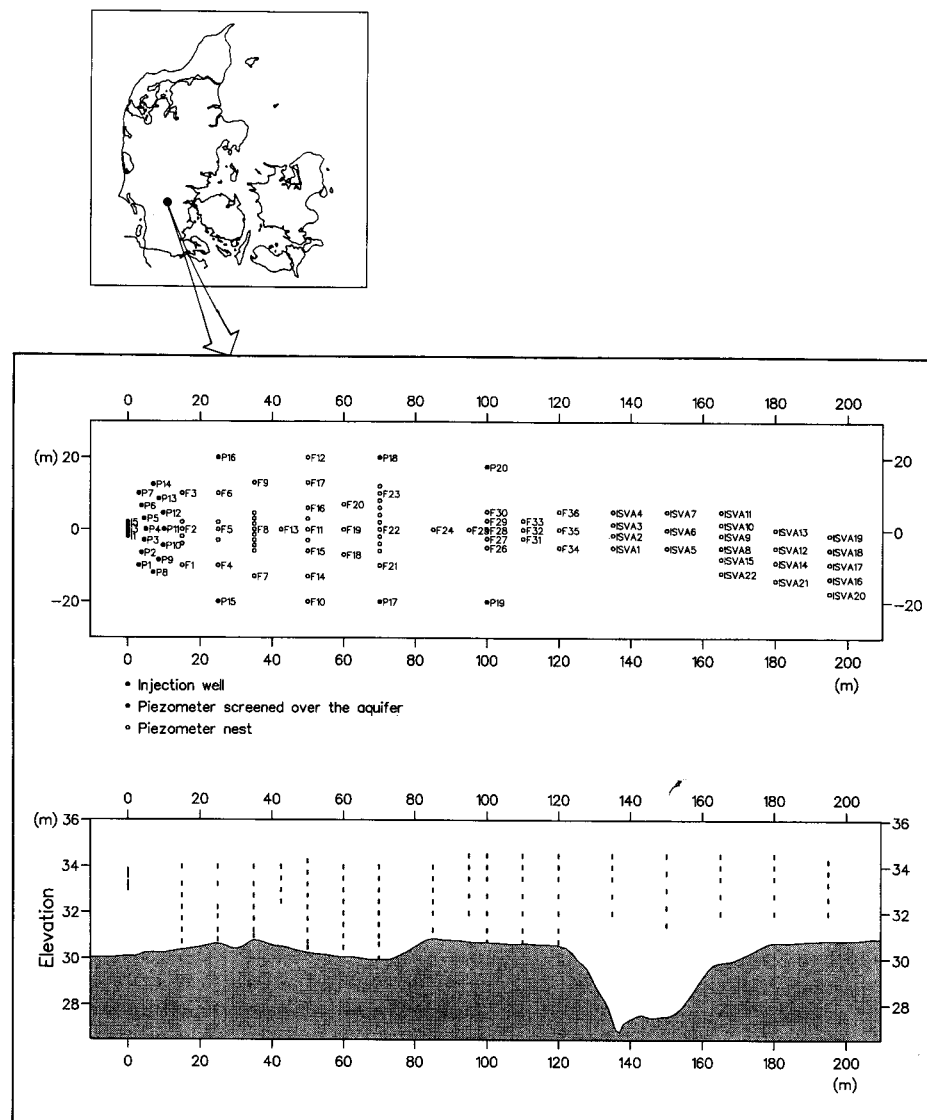 0 20 40 60 80 100 120 140 160 180 200
(m)
20 20
0 0
−20 −20
P16 F12 P18
P20
P14 F9 F17
P7 P13 F3 F6 F23
P6 F20
P12 F16 F30 F36 ISVA4 ISVA7 ISVA11
P5 F29 F33 ISVA3 ISVA10
P4 P11 F2 F5 F8 F13 F11 F19 F22 F24 F28 F32 F35 ISVA6 ISVA13
P3 F27 F31 ISVA2 ISVA9 ISVA19
P10 F15 F26 F34 ISVA1 ISVA5 ISVA8 ISVA12 ISVA18
P2 F18
P9 ISVA15
P1 F1 F4 F21 ISVA14 ISVA17
P8 F7 F14 ISVA22
ISVA21 ISVA16
ISVA20
P15 F10 P17 P19
0 20 40 60 80 100 120 140 160 180 200
(m)
• Injection well
• Piezometer screened over the aquifer
○ Piezometer nest
0 20 40 60 80 100 120 140 160 180 200
(m)
36 36
34 34
32 32
30 30
28 28
Elevation
0 20 40 60 80 100 120 140 160 180 200
(m)